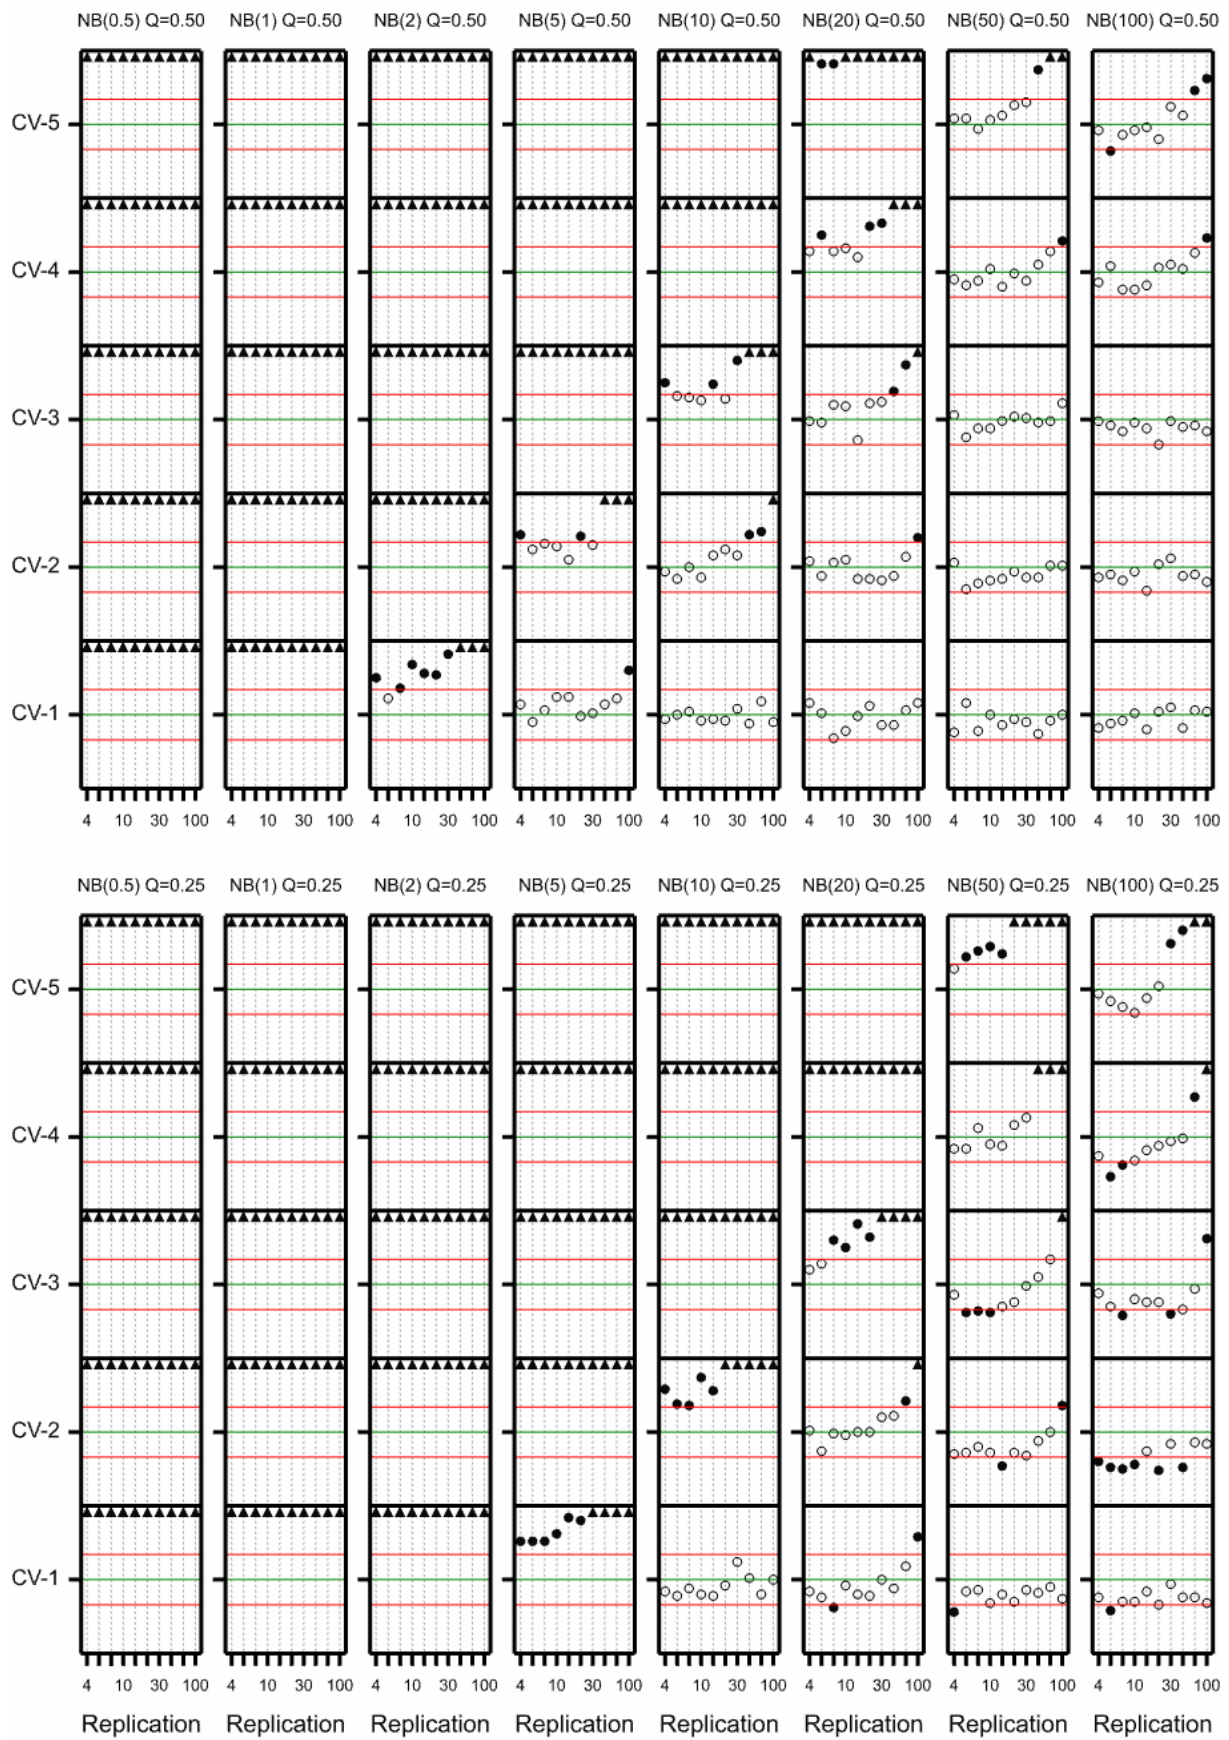 NB(0.5) Q=0.50 NB(1) Q=0.50 NB(2) Q=0.50 NB(5) Q=0.50 NB(10) Q=0.50 NB(20) Q=0.50 NB(50) Q=0.50 NB(100) Q=0.50
CV-5
CV-4
CV-3
CV-2
CV-1
4 10 30 100 4 10 30 100 4 10 30 100 4 10 30 100 4 10 30 100 4 10 30 100 4 10 30 100 4 10 30 100
NB(0.5) Q=0.25 NB(1) Q=0.25 NB(2) Q=0.25 NB(5) Q=0.25 NB(10) Q=0.25 NB(20) Q=0.25 NB(50) Q=0.25 NB(100) Q=0.25
CV-5
CV-4
CV-3
CV-2
CV-1
4 10 30 100 4 10 30 100 4 10 30 100 4 10 30 100 4 10 30 100 4 10 30 100 4 10 30 100 4 10 30 100
Replication Replication Replication Replication Replication Replication Replication Replication